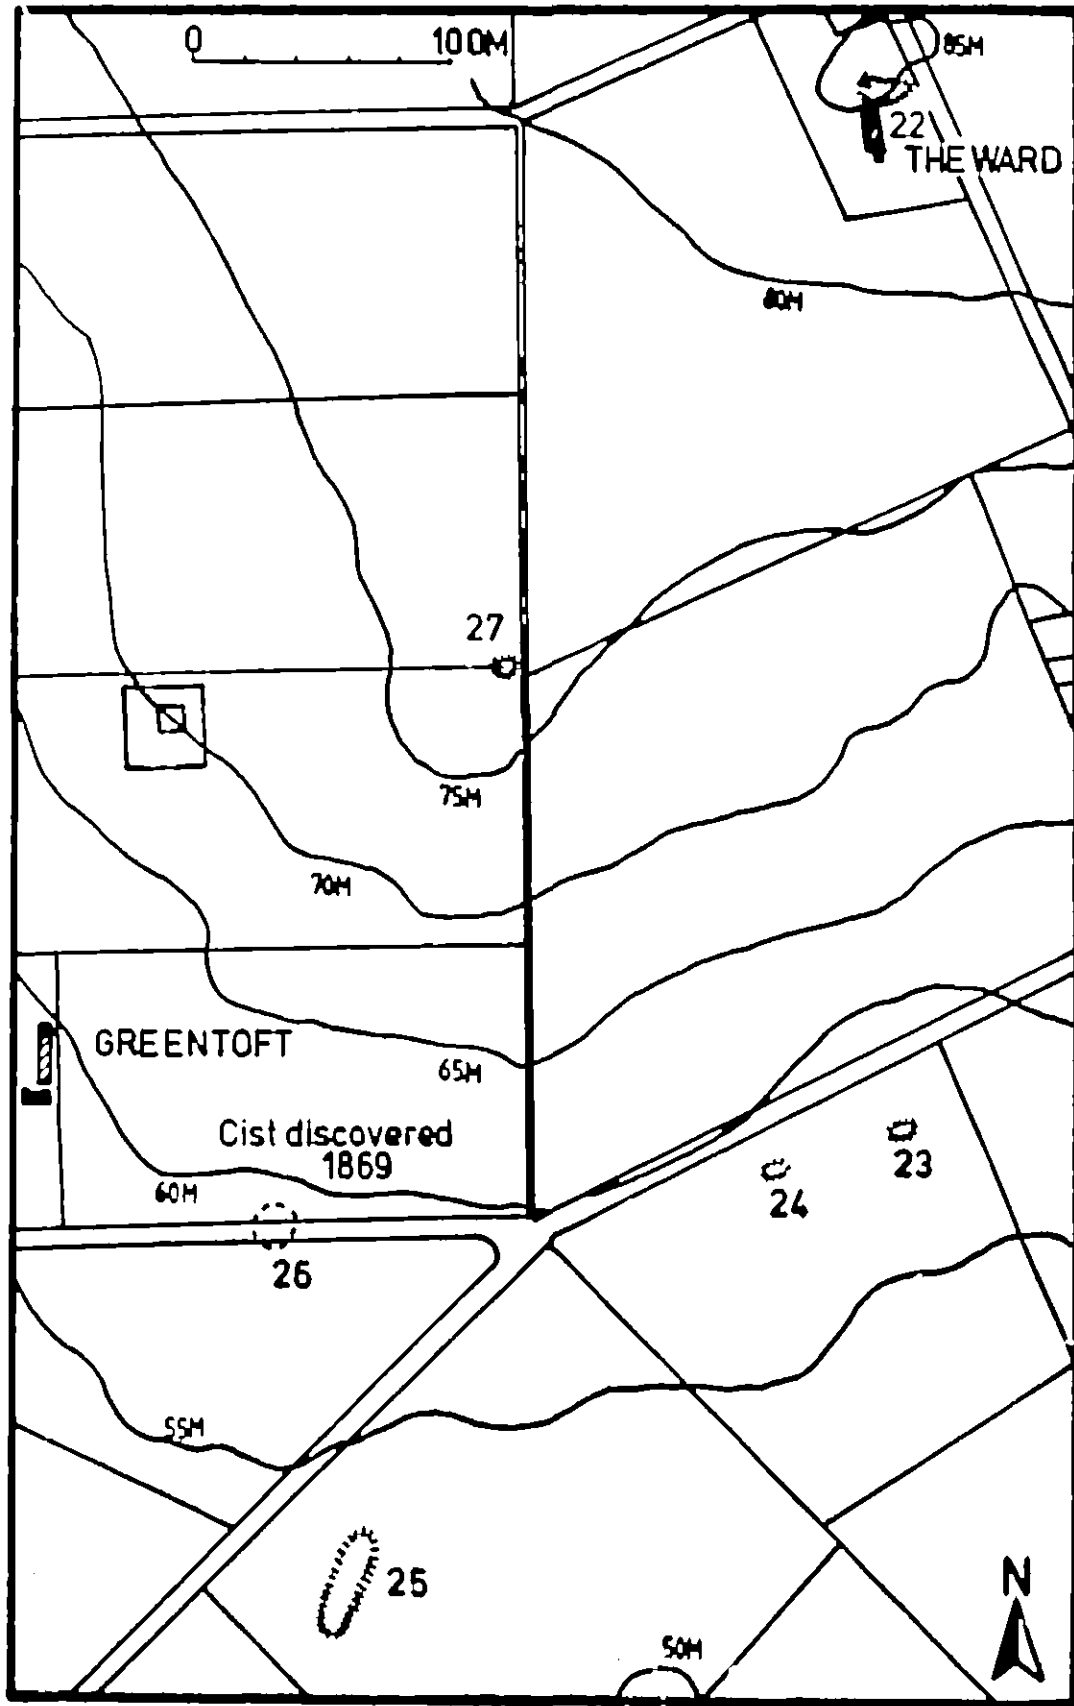 0 100M
85M
22
THE WARD
80M
27
75M
70M
GREENTOFT
65M
Cist discovered
1869
23
60M
24
26
55M
25
N
50M